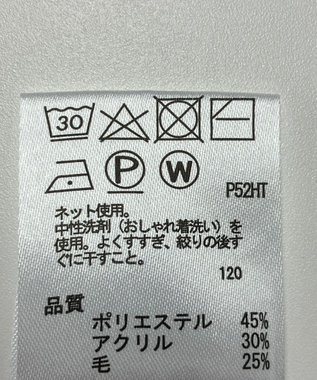 30
P W P52HT
ネット使用。
中性洗剤（おしゃれ着洗い）を
使用。よくすすぎ、絞りの後す
ぐに干すこと。
120
品質
ポリエステル 45%
アクリル 30%
毛 25%